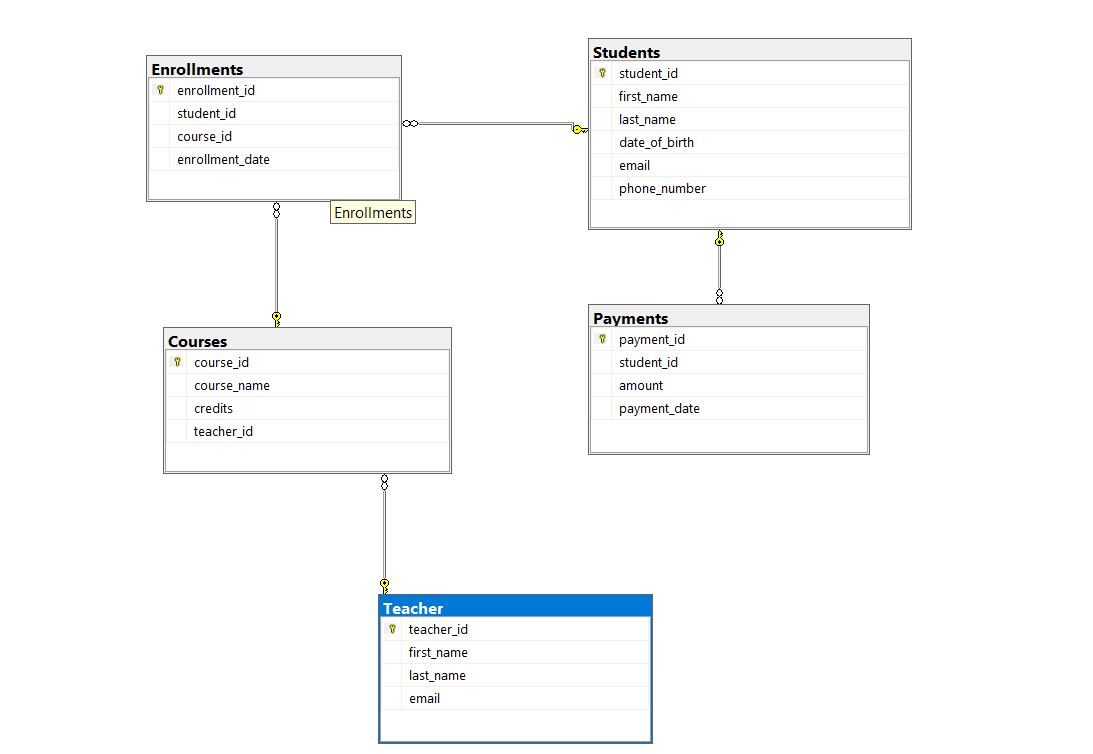 Enrollments
enrollment_id
student_id
course_id
enrollment_date
Enrollments
Students
student_id
first_name
last_name
date_of_birth
email
phone_number
Courses
course_id
course_name
credits
teacher_id
Payments
payment_id
student_id
amount
payment_date
Teacher
teacher_id
first_name
last_name
email